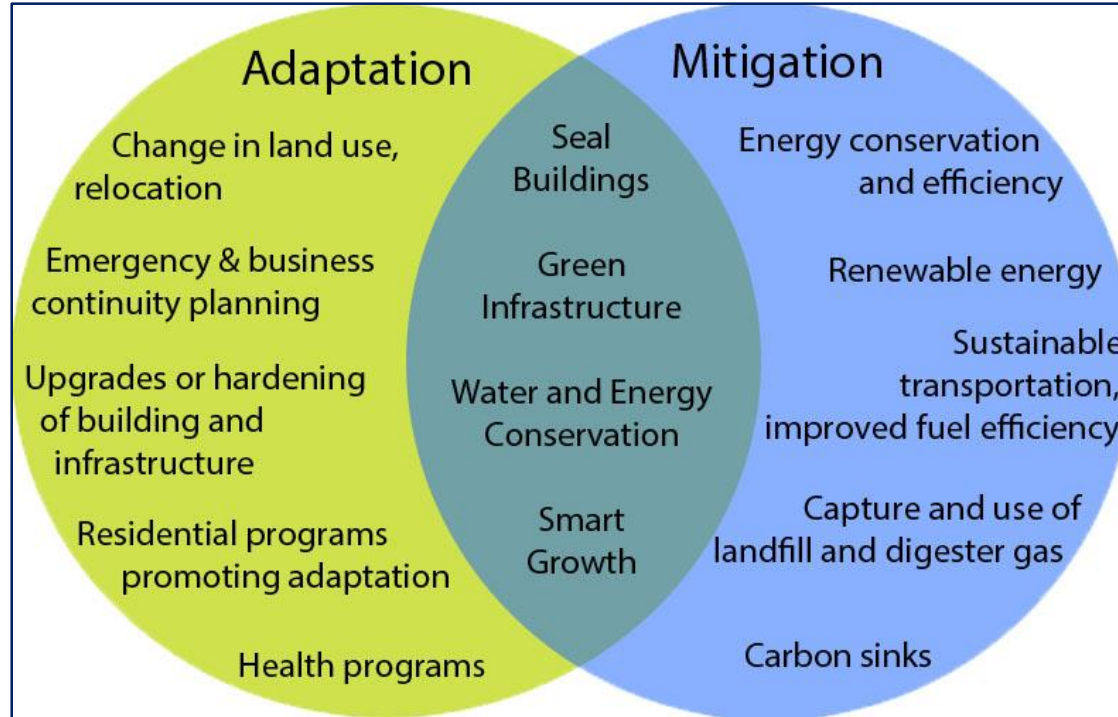 Adaptation
Change in land use,
relocation
Emergency & business
continuity planning
Upgrades or hardening
of building and
infrastructure
Residential programs
promoting adaptation
Health programs
Seal
Buildings
Green
Infrastructure
Water and Energy
Conservation
Smart
Growth
Mitigation
Energy conservation
and efficiency
Renewable energy
Sustainable
transportation,
improved fuel efficiency
Capture and use of
landfill and digester gas
Carbon sinks